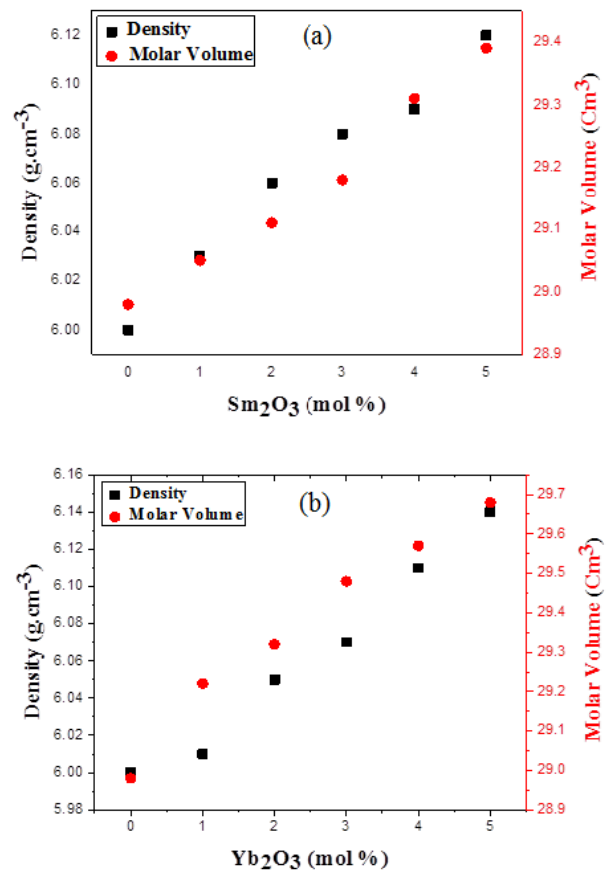 (a)
Density
Molar Volume
6.12
6.10
6.08
6.06
6.04
6.02
6.00
Density (g.cm-3)
29.4
29.3
29.2
29.1
29.0
28.9
Molar Volume (Cm3)
0 1 2 3 4 5
Sm2O3 (mol %)
(b)
Density
Molar Volume
6.16
6.14
6.12
6.10
6.08
6.06
6.04
6.02
6.00
5.98
Density (g.cm-3)
29.7
29.6
29.5
29.4
29.3
29.2
29.1
29.0
28.9
Molar Volume (Cm3)
0 1 2 3 4 5
Yb2O3 (mol %)